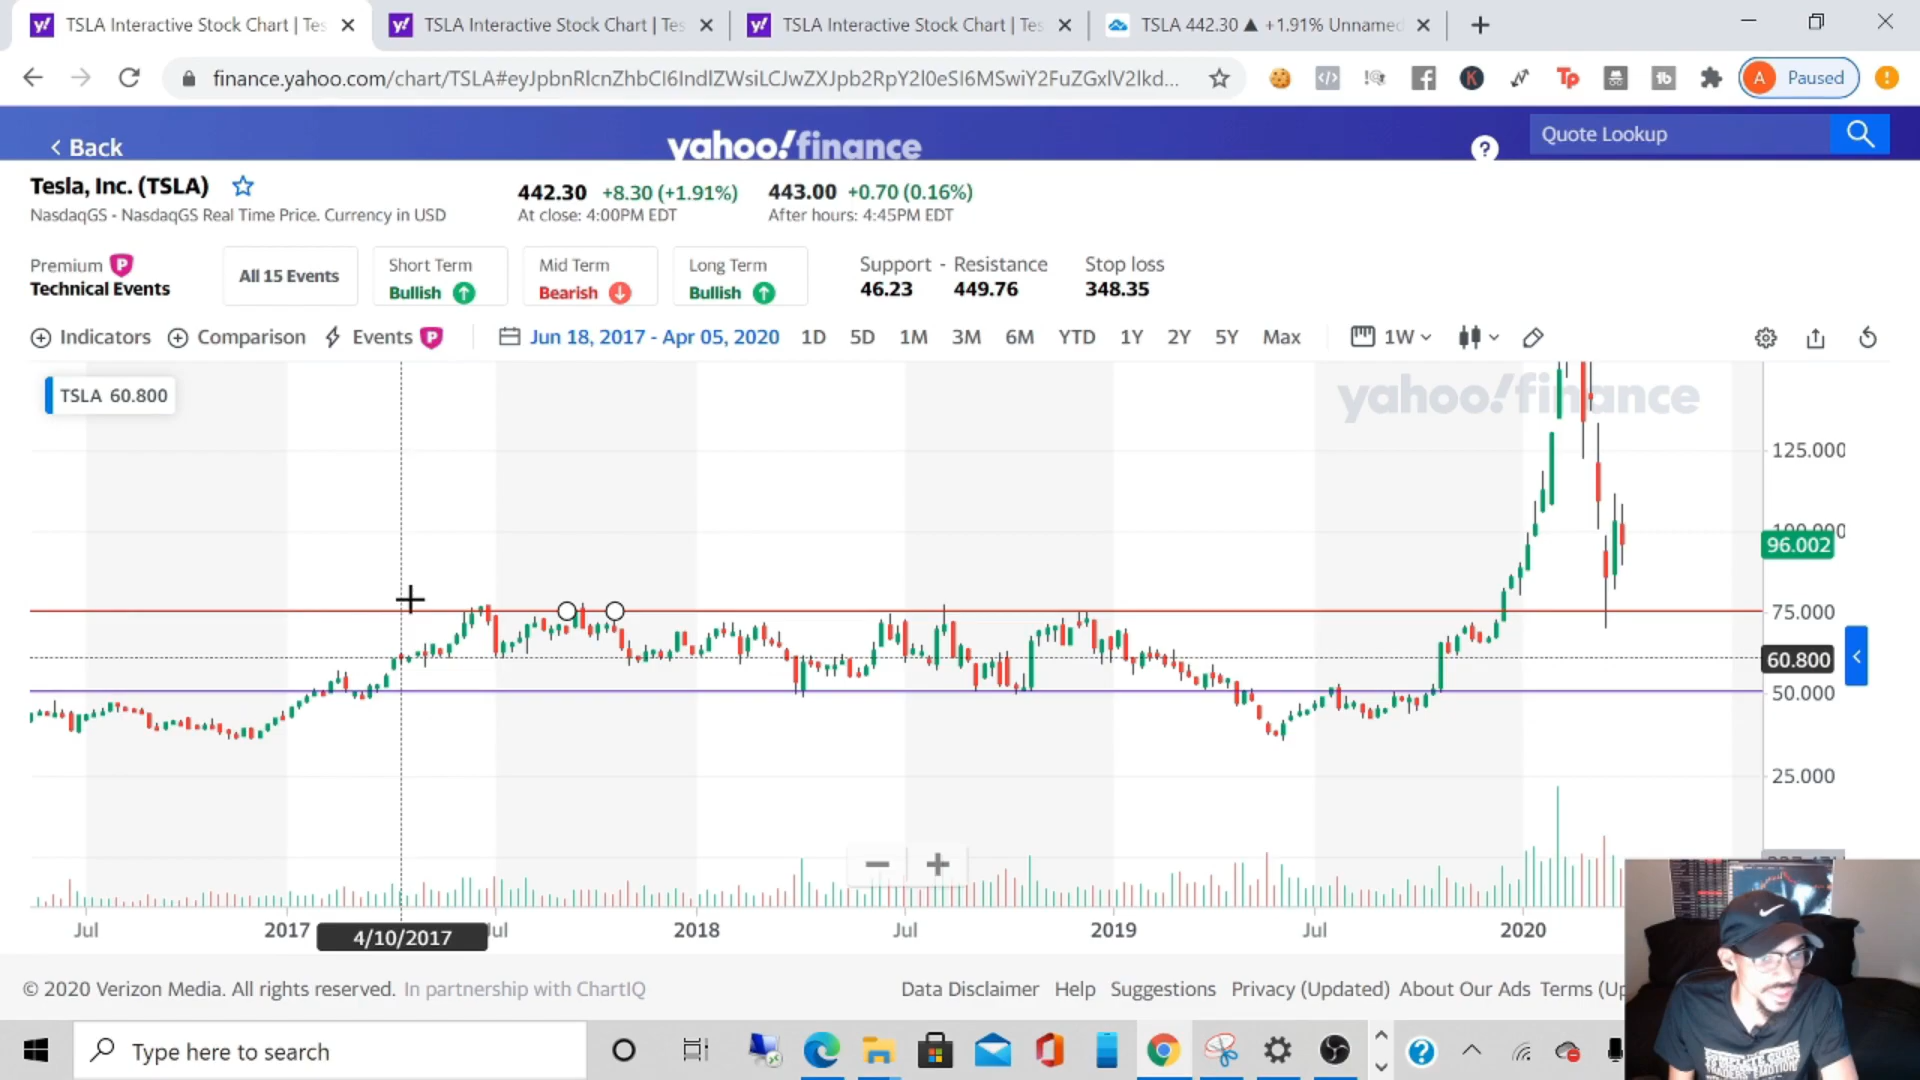 TSLA Interactive Stock Chart | Tes
TSLA Interactive Stock Chart | Tes
TSLA Interactive Stock Chart | Tes
TSLA 442.30 ▲ +1.91% Unnamed
finance.yahoo.com/chart/TSLA#eyJpbnRlcnZhbCI6IndlZWsiLCJwZXJpb2RpY2l0eSI6MSwiY2FuZGxlV2lkd...
A Paused
< Back
yahoo!finance
?
Quote Lookup
Tesla, Inc. (TSLA)
NasdaqGS - NasdaqGS Real Time Price. Currency in USD
442.30 +8.30 (+1.91%)
At close: 4:00PM EDT
443.00 +0.70 (0.16%)
After hours: 4:45PM EDT
Premium P
Technical Events
All 15 Events
Short Term
Bullish
Mid Term
Bearish
Long Term
Bullish
Support - Resistance
46.23 449.76
Stop loss
348.35
Indicators
Comparison
Events P
Jun 18, 2017 - Apr 05, 2020
1D 5D 1M 3M 6M YTD 1Y 2Y 5Y Max
1W
TSLA 60.800
yahoo!finance
125.000
100.000
96.002
75.000
60.800
50.000
25.000
Jul 2017 4/10/2017 Jul 2018 Jul 2019 Jul 2020
© 2020 Verizon Media. All rights reserved. In partnership with ChartIQ
Data Disclaimer Help Suggestions Privacy (Updated) About Our Ads Terms (Up
Type here to search